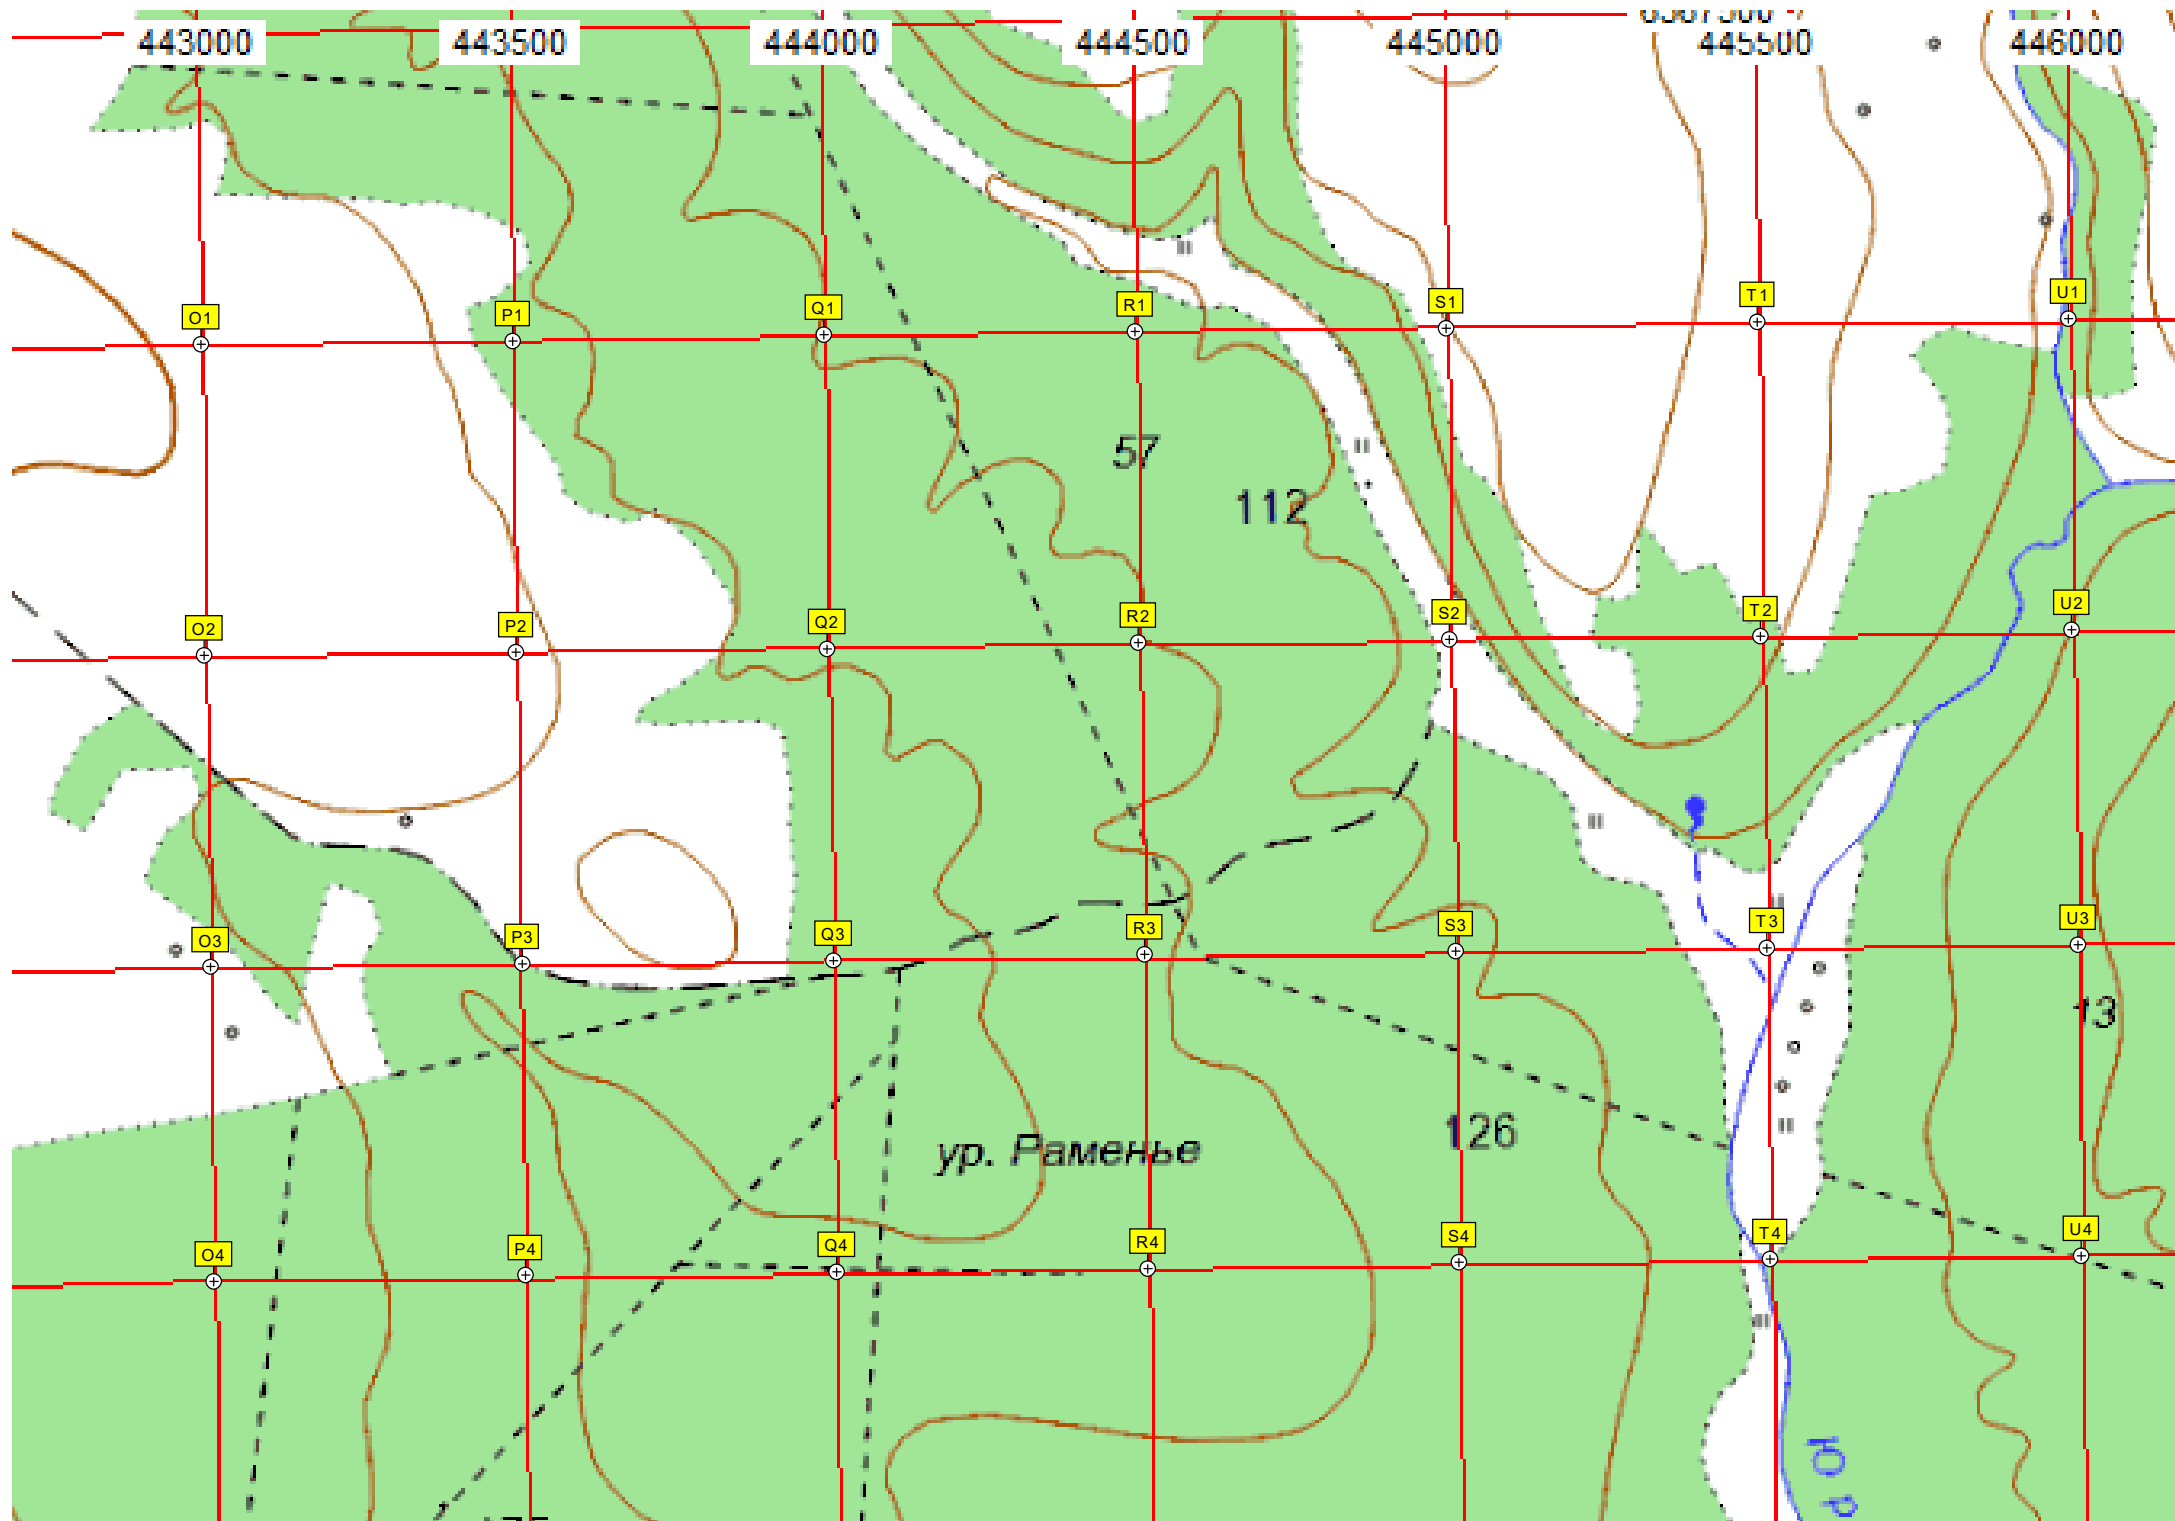 443000 443500 444000 444500 445000 445500 446000
O1 P1 Q1 R1 S1 T1 U1
57
112
O2 P2 Q2 R2 S2 T2 U2
O3 P3 Q3 R3 S3 T3 U3
13
126
ур. Раменье
O4 P4 Q4 R4 S4 T4 U4
Юр